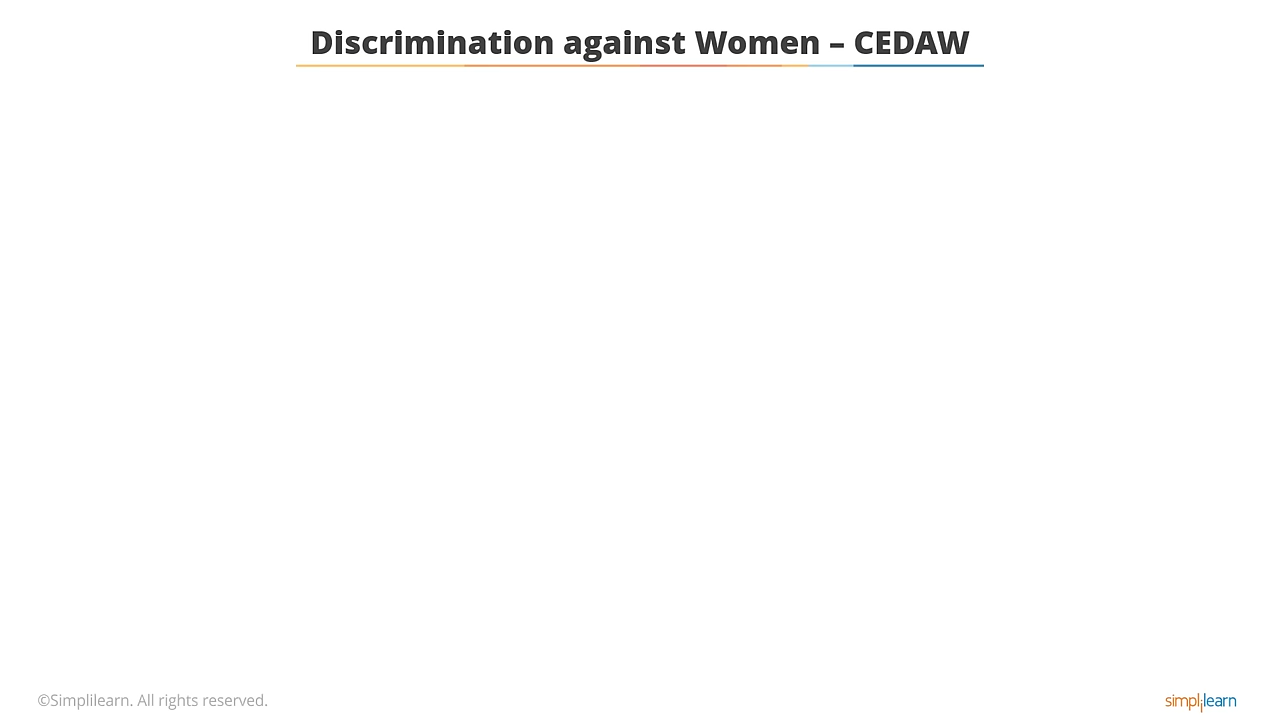 Discrimination against Women – CEDAW
©Simplilearn. All rights reserved.
simplilearn